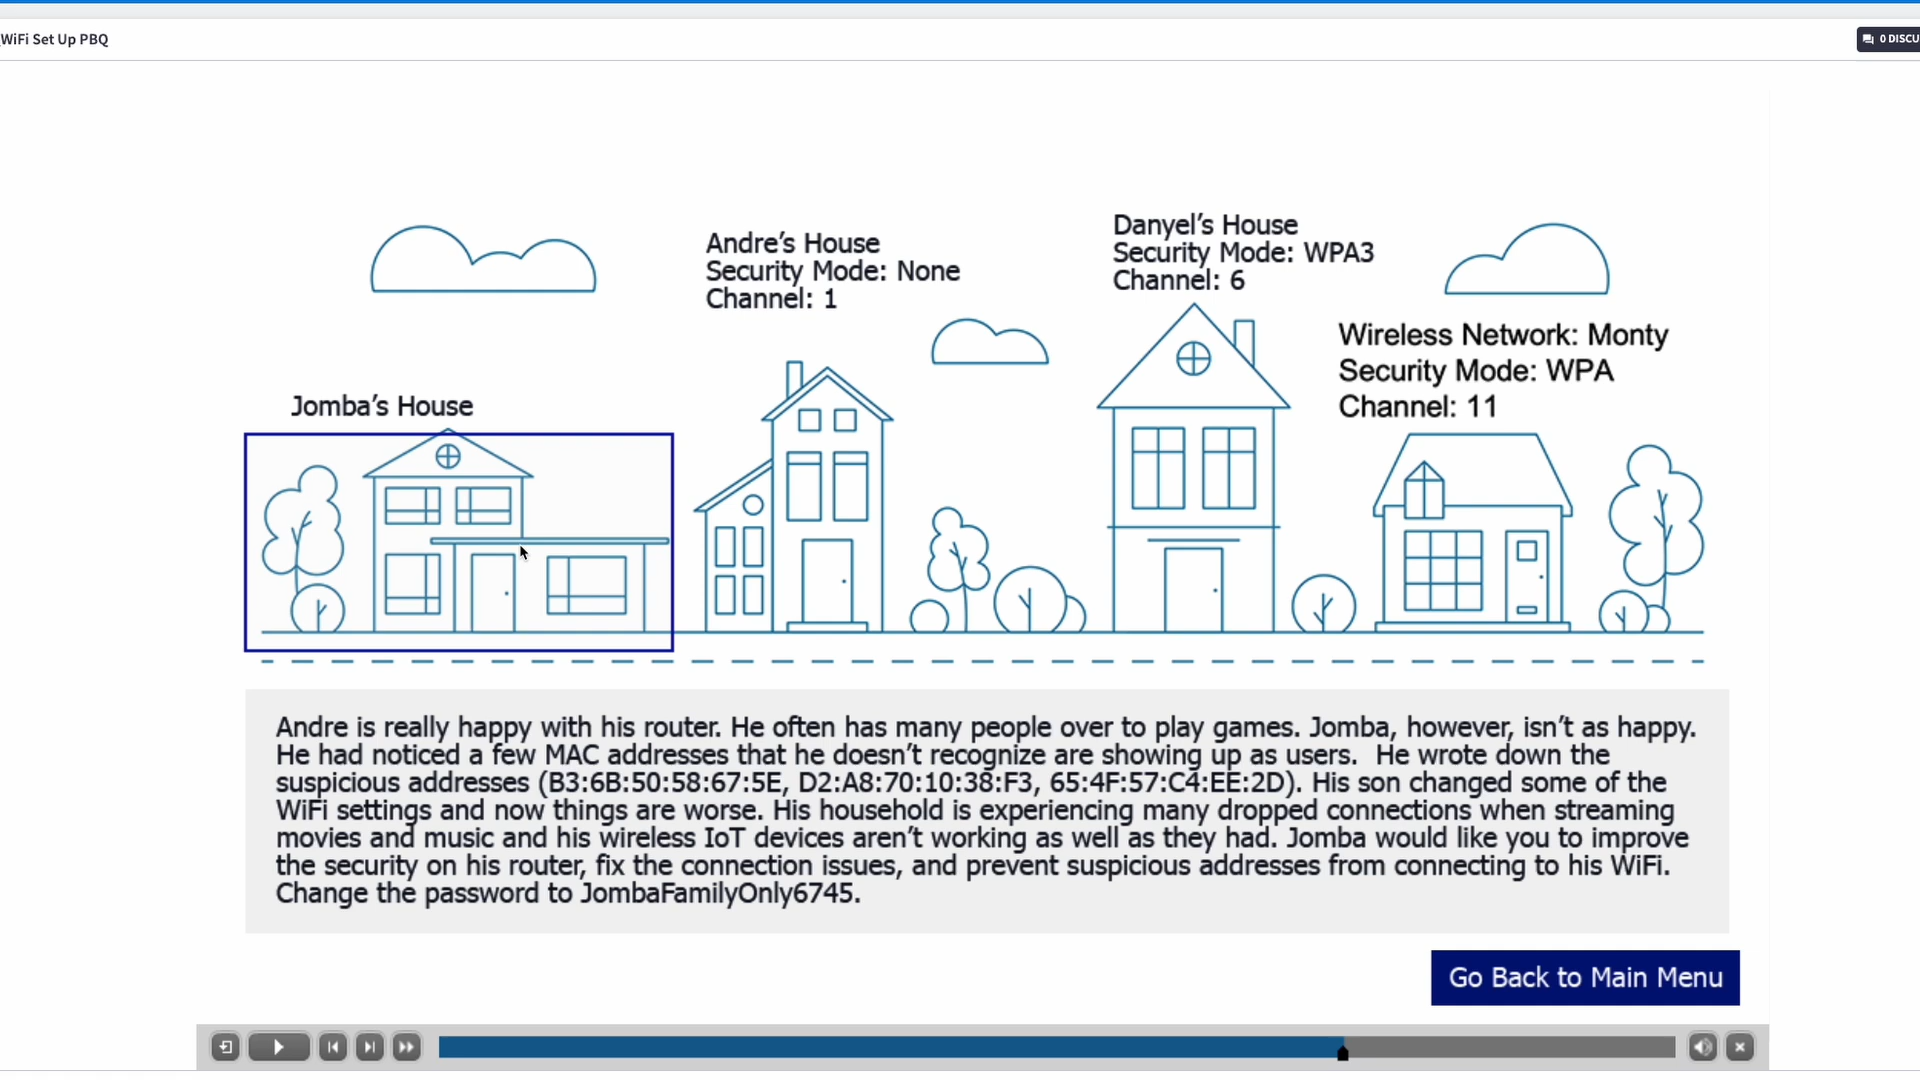 WiFi Set Up PBQ
0 DISCU
Danyel's House
Security Mode: WPA3
Channel: 6
Andre's House
Security Mode: None
Channel: 1
Wireless Network: Monty
Security Mode: WPA
Channel: 11
Jomba's House
Andre is really happy with his router. He often has many people over to play games. Jomba, however, isn't as happy.
He had noticed a few MAC addresses that he doesn't recognize are showing up as users.  He wrote down the
suspicious addresses (B3:6B:50:58:67:5E, D2:A8:70:10:38:F3, 65:4F:57:C4:EE:2D). His son changed some of the
WiFi settings and now things are worse. His household is experiencing many dropped connections when streaming
movies and music and his wireless IoT devices aren't working as well as they had. Jomba would like you to improve
the security on his router, fix the connection issues, and prevent suspicious addresses from connecting to his WiFi.
Change the password to JombaFamilyOnly6745.
Go Back to Main Menu